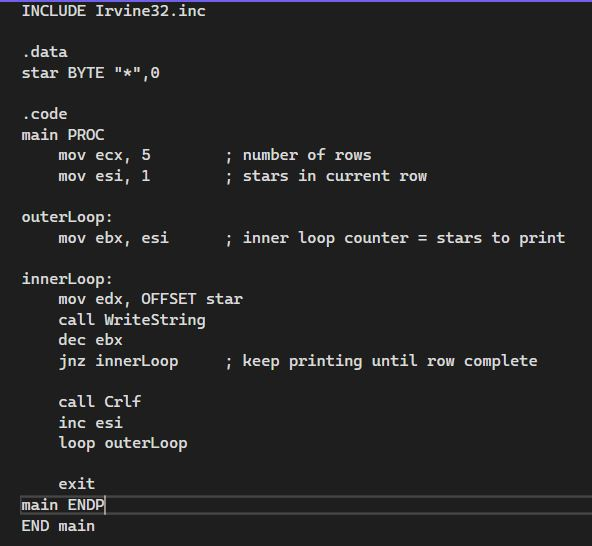 INCLUDE Irvine32.inc
.data
star BYTE "*",0
.code
main PROC
    mov ecx, 5        ; number of rows
    mov esi, 1        ; stars in current row
outerLoop:
    mov ebx, esi      ; inner loop counter = stars to print
innerLoop:
    mov edx, OFFSET star
    call WriteString
    dec ebx
    jnz innerLoop     ; keep printing until row complete
    call Crlf
    inc esi
    loop outerLoop
    exit
main ENDP
END main